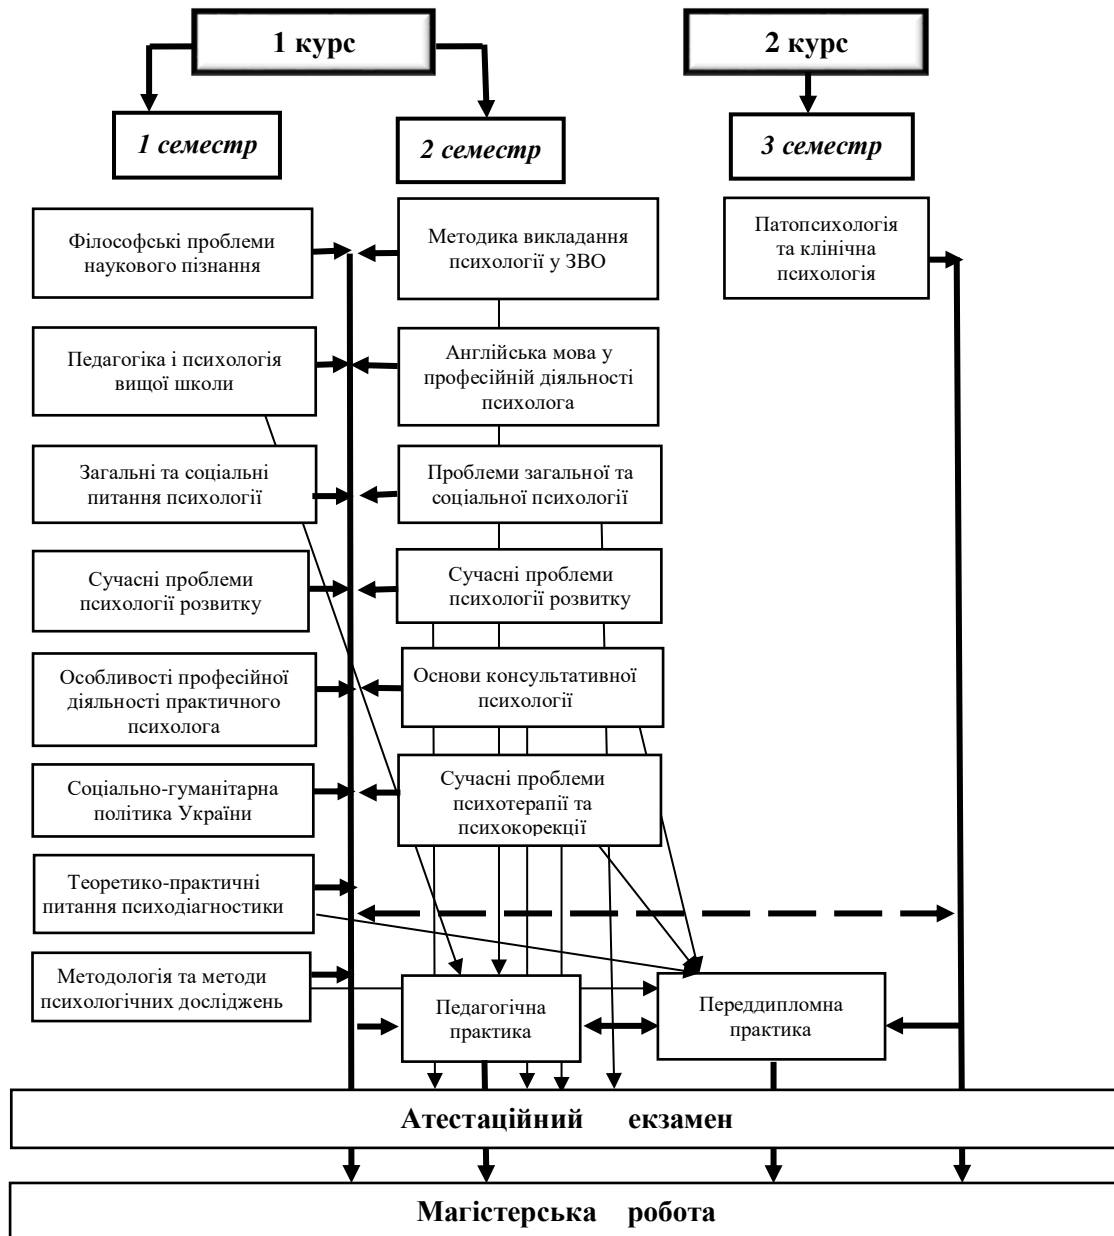 1 курс
2 курс
1 семестр
2 семестр
3 семестр
Філософські проблеми
наукового пізнання
Методика викладання
психології у ЗВО
Патопсихологія
та клінічна
психологія
Педагогіка і психологія
вищої школи
Англійська мова у
професійній діяльності
психолога
Загальні та соціальні
питання психології
Проблеми загальної та
соціальної психології
Сучасні проблеми
психології розвитку
Сучасні проблеми
психології розвитку
Особливості професійної
діяльності практичного
психолога
Основи консультативної
психології
Соціально-гуманітарна
політика України
Сучасні проблеми
психотерапії та
психокорекції
Теоретико-практичні
питання психодіагностики
Методологія та методи
психологічних досліджень
Педагогічна
практика
Переддипломна
практика
Атестаційний екзамен
Магістерська робота